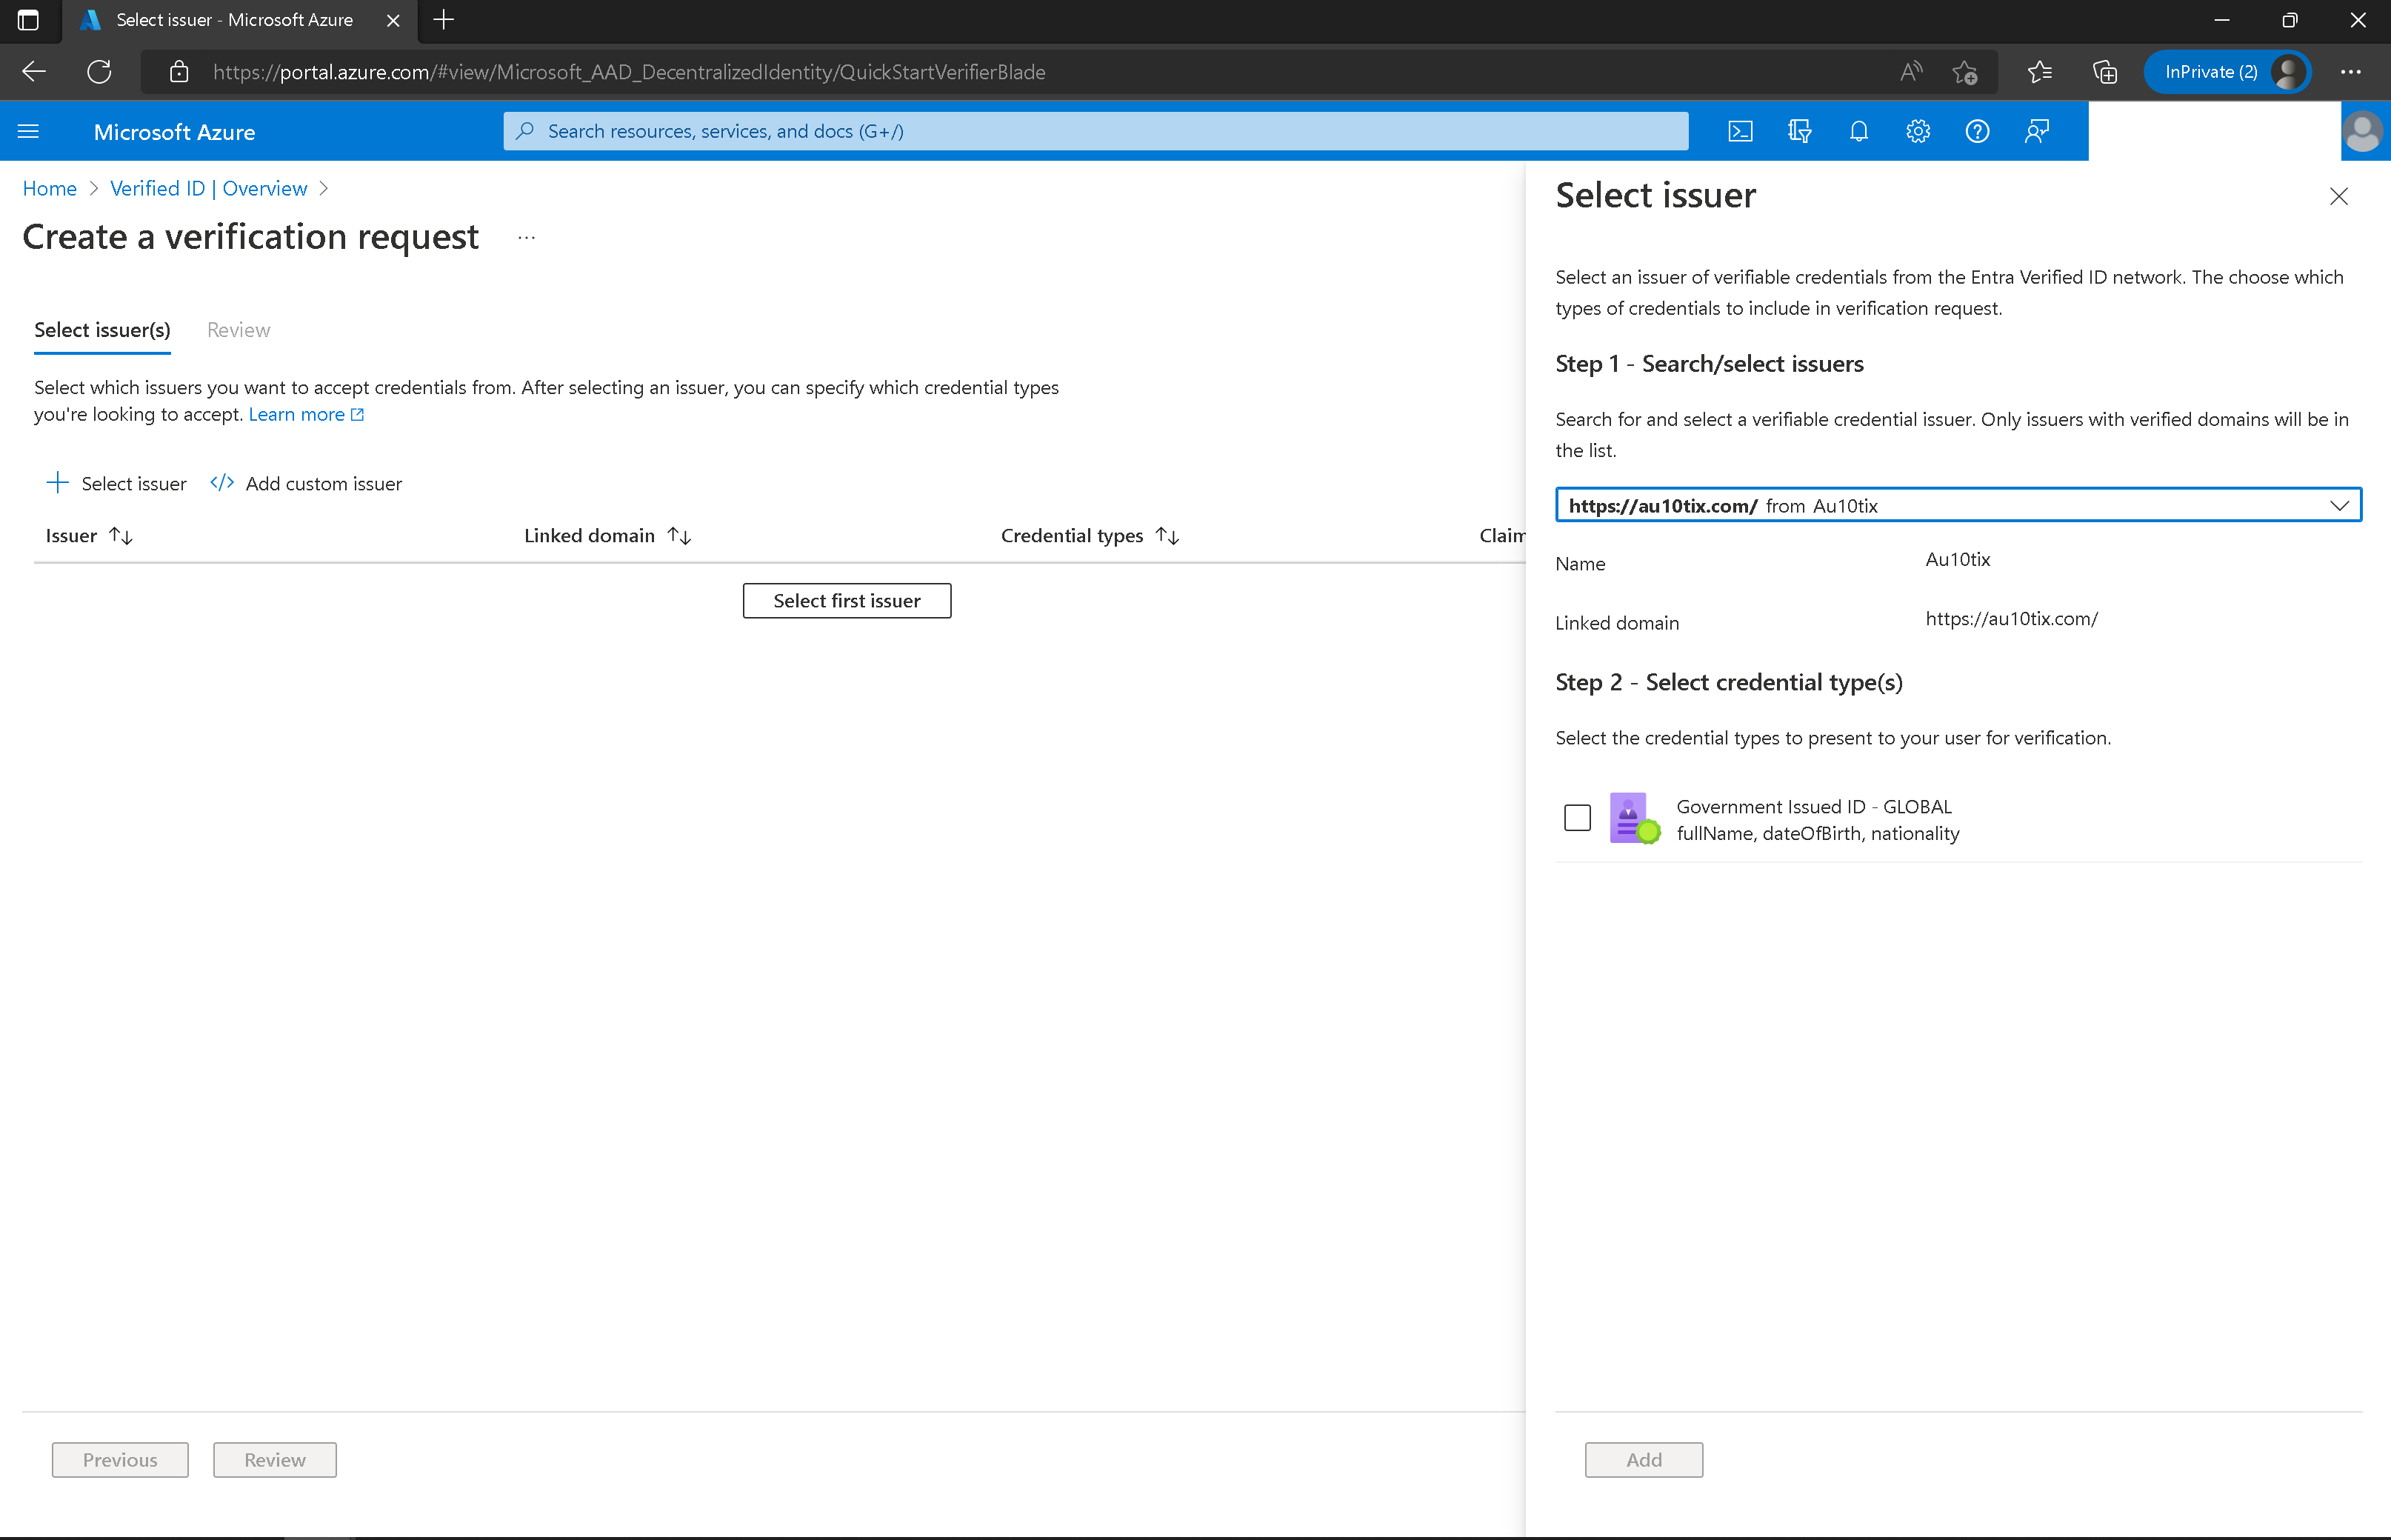 Select issuer - Microsoft Azure
https://portal.azure.com/#view/Microsoft_AAD_DecentralizedIdentity/QuickStartVerifierBlade
InPrivate (2)
Microsoft Azure
Search resources, services, and docs (G+/)
Home > Verified ID | Overview >
Create a verification request
...
Select issuer(s)
Review
Select which issuers you want to accept credentials from. After selecting an issuer, you can specify which credential types
you're looking to accept. Learn more
Select issuer
Add custom issuer
Issuer
Linked domain
Credential types
Claim
Select first issuer
Previous
Review
Select issuer
Select an issuer of verifiable credentials from the Entra Verified ID network. The choose which
types of credentials to include in verification request.
Step 1 - Search/select issuers
Search for and select a verifiable credential issuer. Only issuers with verified domains will be in
the list.
https://au10tix.com/ from Au10tix
Name
Au10tix
Linked domain
https://au10tix.com/
Step 2 - Select credential type(s)
Select the credential types to present to your user for verification.
Government Issued ID - GLOBAL
fullName, dateOfBirth, nationality
Add